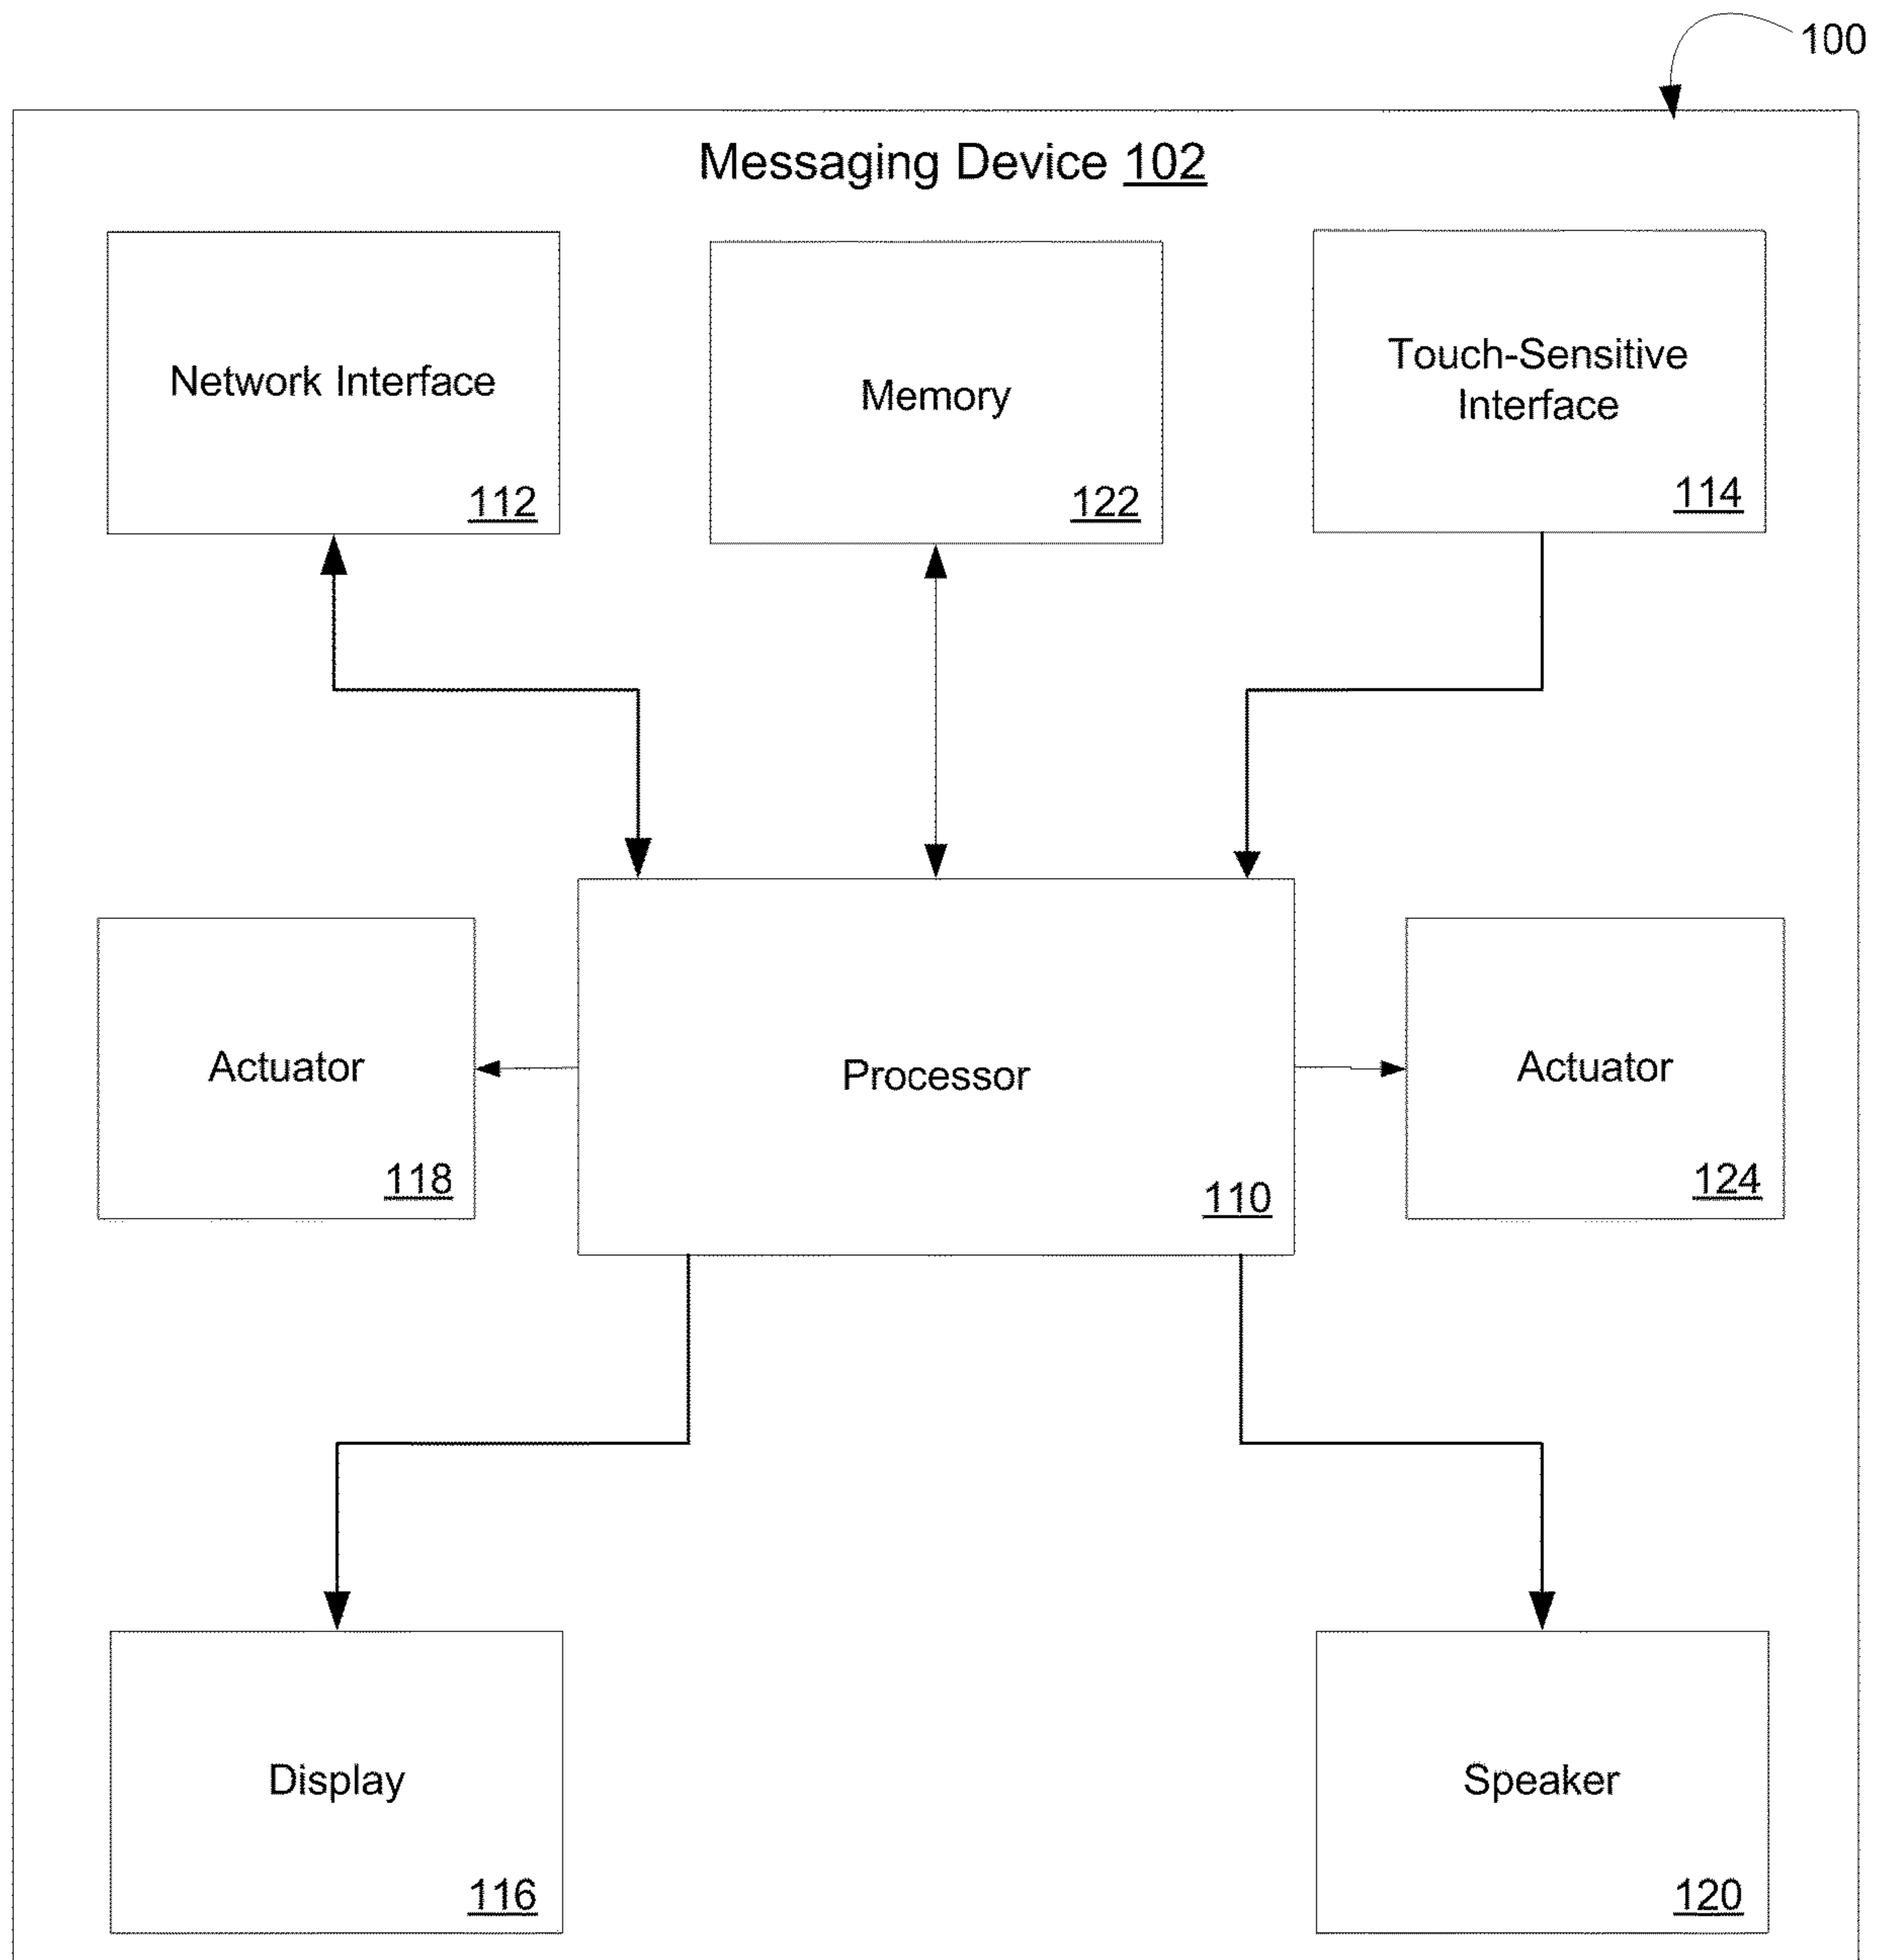 100
Messaging Device 102
Network Interface
112
Memory
122
Touch-Sensitive
Interface
114
Actuator
118
Processor
110
Actuator
124
Display
116
Speaker
120